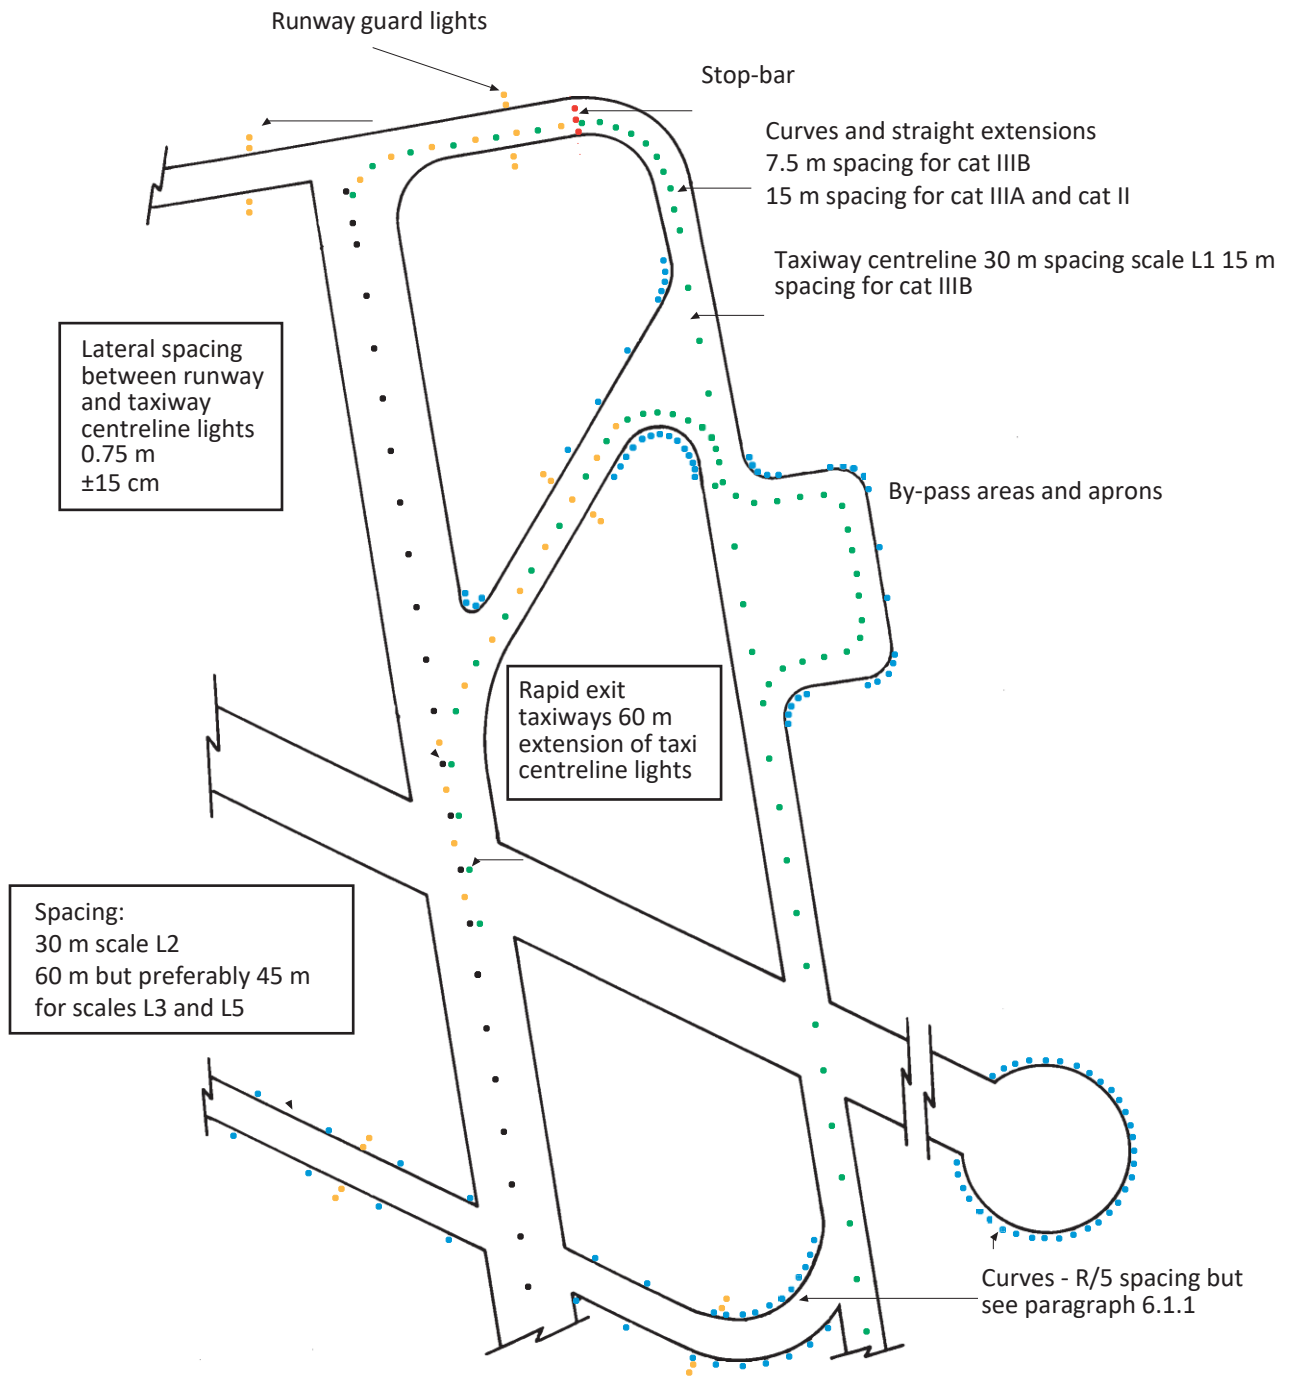 Runway guard lights
Stop-bar
Curves and straight extensions
7.5 m spacing for cat IIIB
15 m spacing for cat IIIA and cat II
Taxiway centreline 30 m spacing scale L1 15 m
spacing for cat IIIB
Lateral spacing
between runway
and taxiway
centreline lights
0.75 m
±15 cm
By-pass areas and aprons
Rapid exit
taxiways 60 m
extension of taxi
centreline lights
Spacing:
30 m scale L2
60 m but preferably 45 m
for scales L3 and L5
Curves - R/5 spacing but
see paragraph 6.1.1